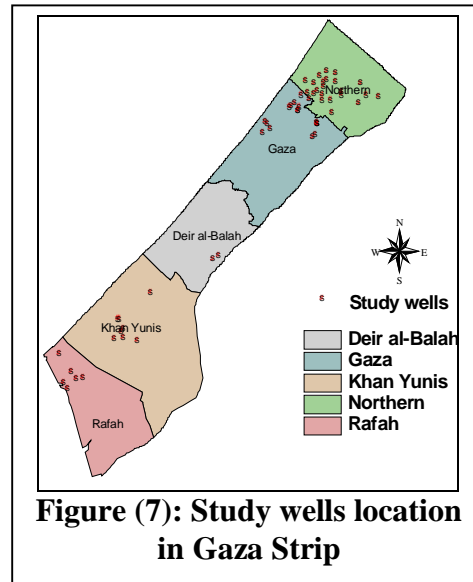 Northern
Gaza
Deir al-Balah
N
W E
S
Study wells
Khan Yunis
Deir al-Balah
Gaza
Khan Yunis
Northern
Rafah
Rafah
Figure (7): Study wells location
in Gaza Strip